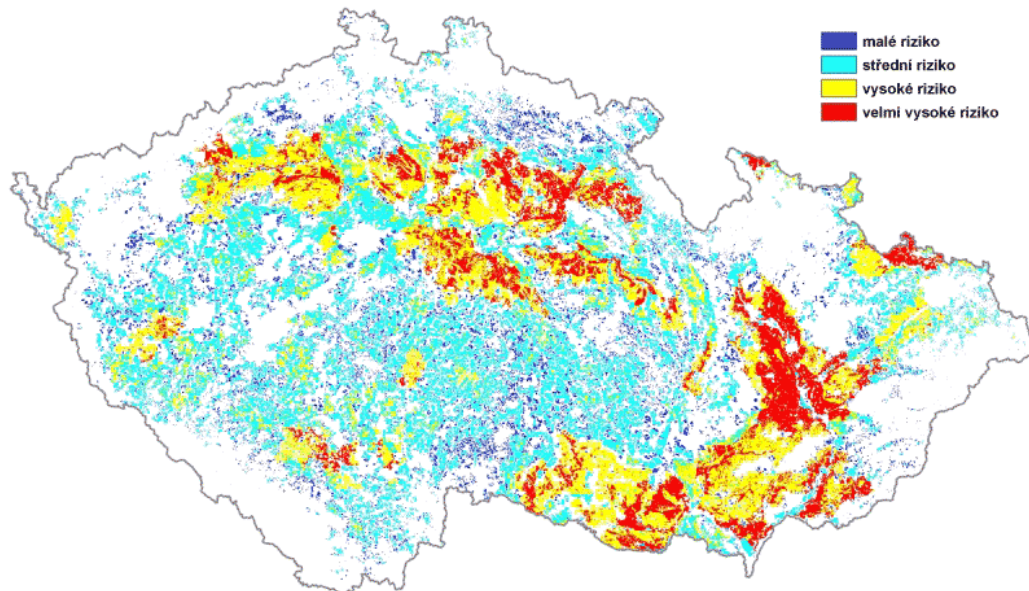 malé riziko
střední riziko
vysoké riziko
velmi vysoké riziko